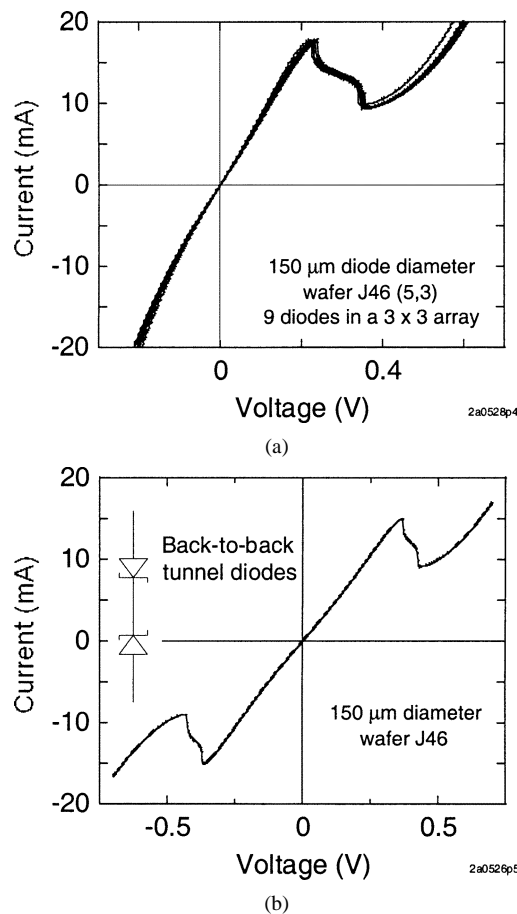 20
10
0
-10
-20
Current (mA)
150 µm diode diameter
wafer J46 (5,3)
9 diodes in a 3 x 3 array
0
0.4
Voltage (V)
2a0528p4
(a)
20
10
0
-10
-20
Current (mA)
Back-to-back
tunnel diodes
150 µm diameter
wafer J46
-0.5
0
0.5
Voltage (V)
2a0526p5
(b)